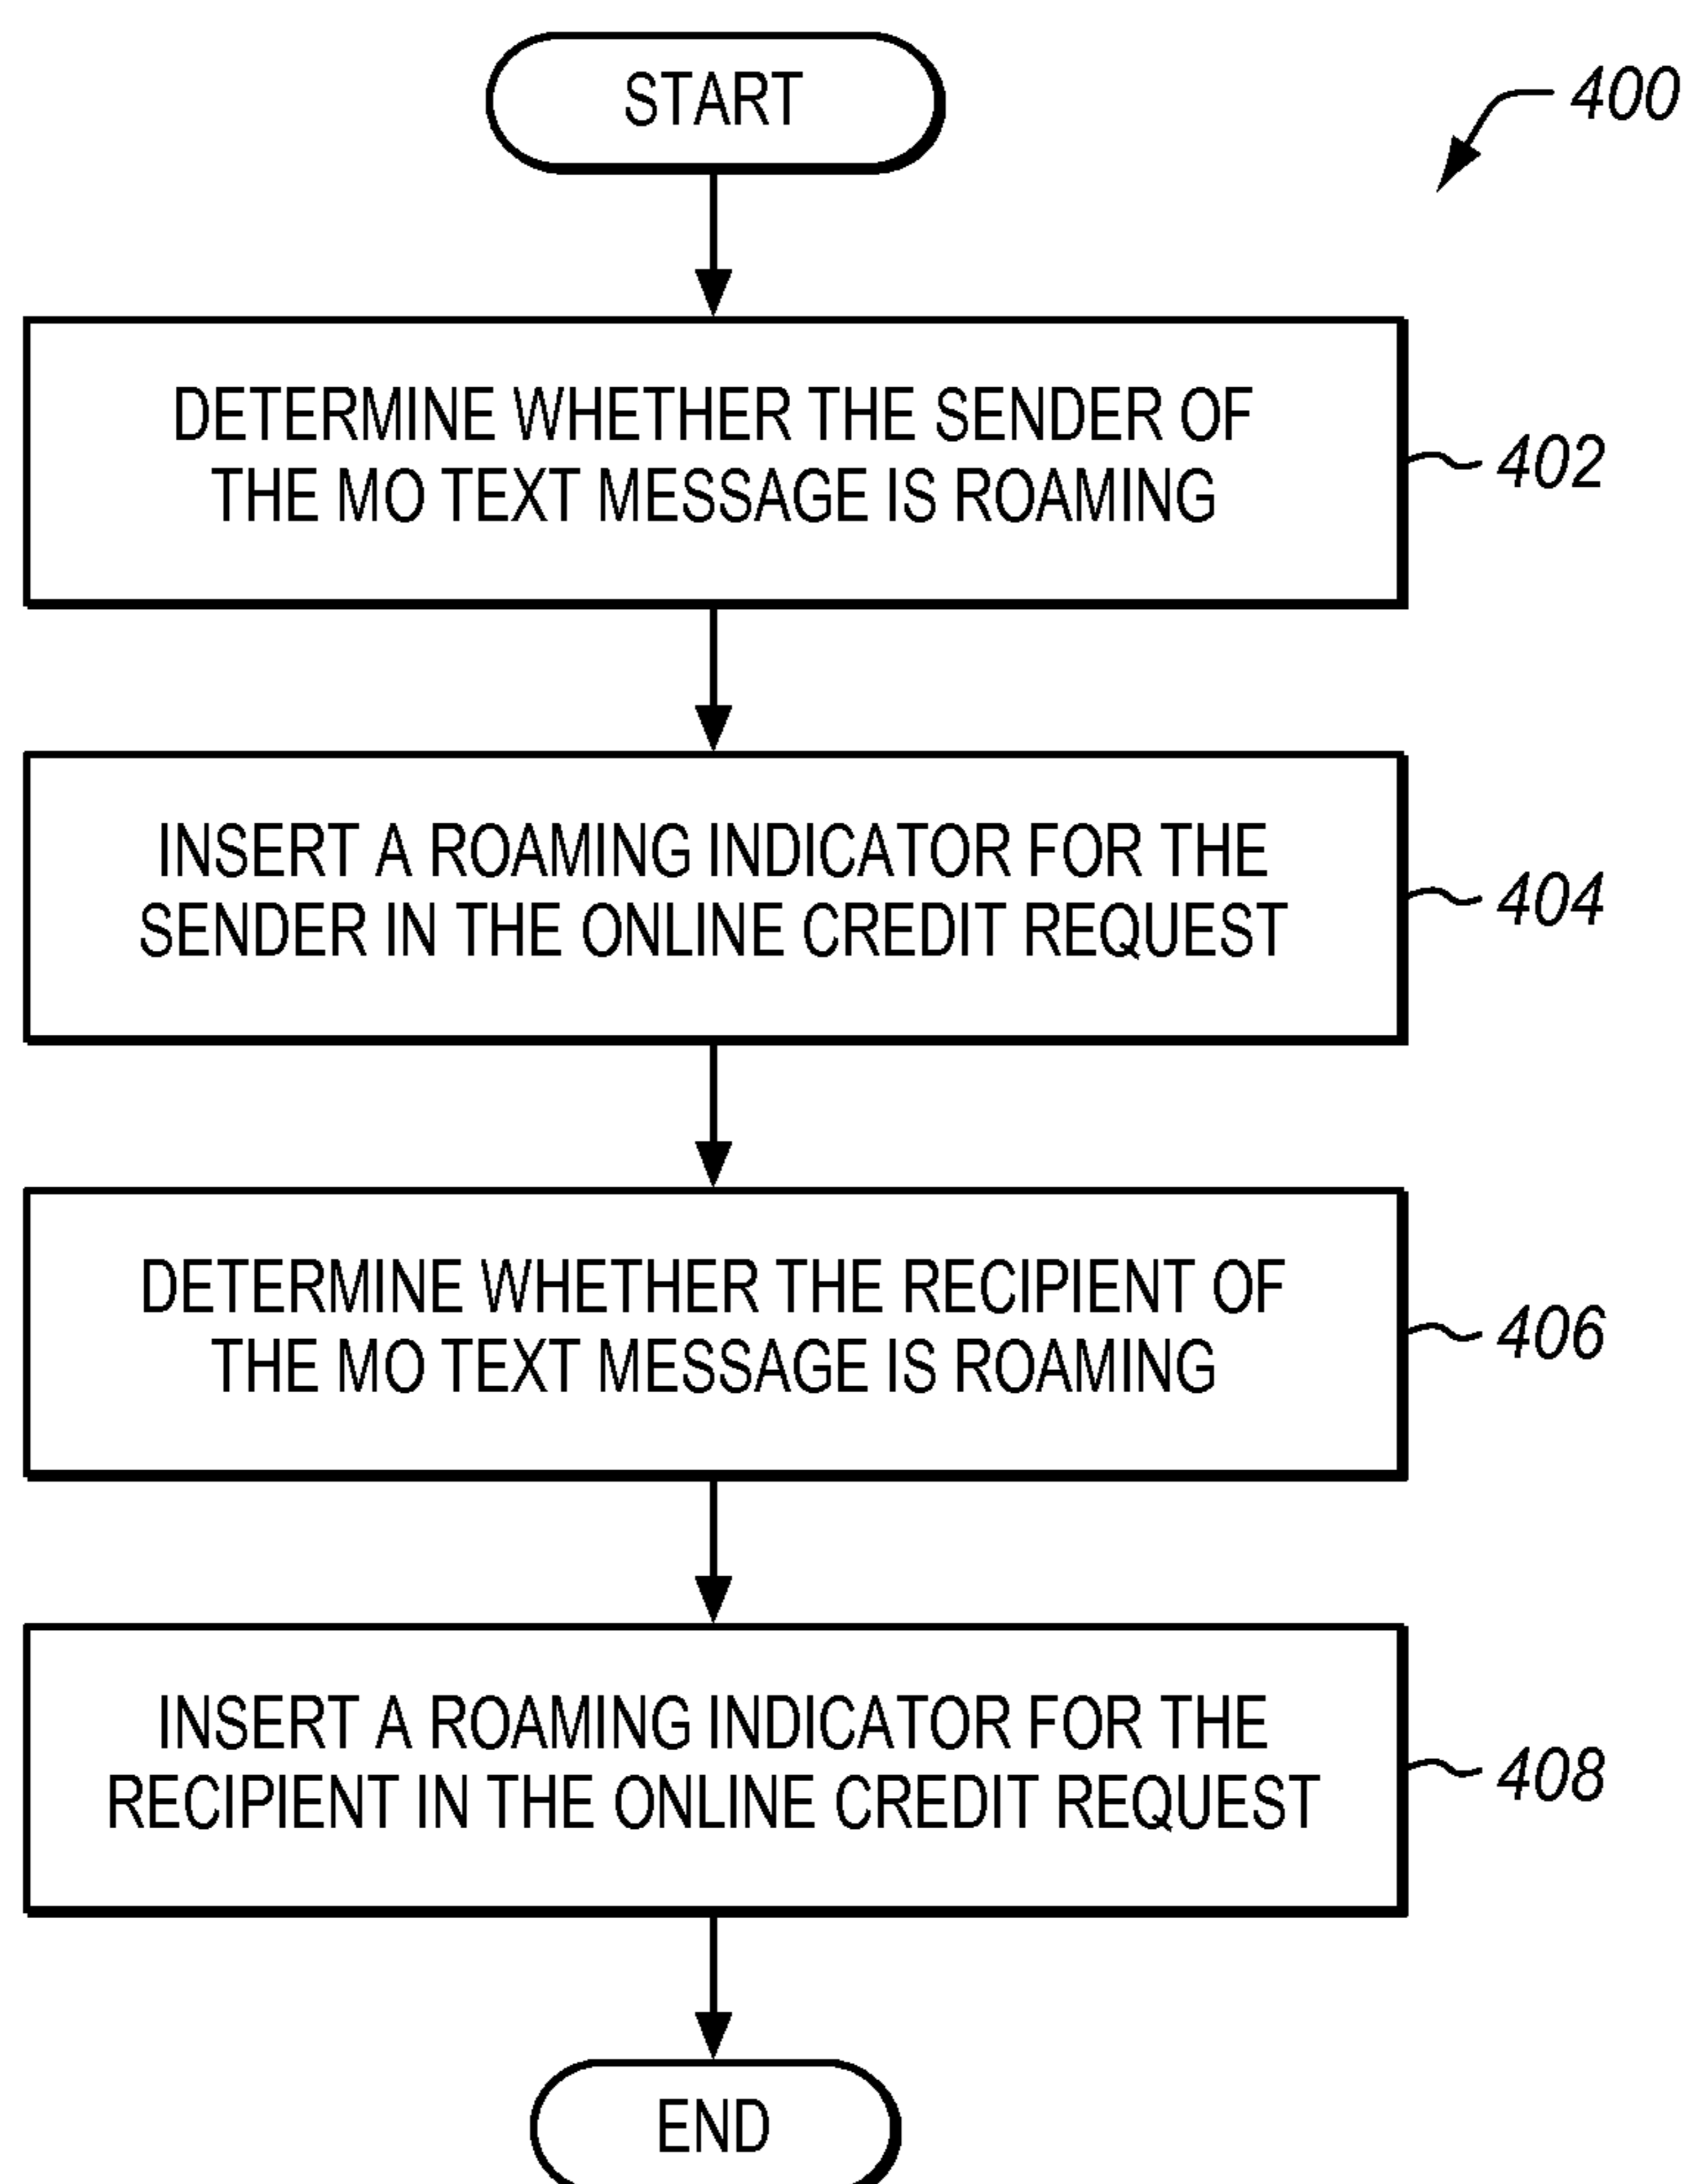 START
400
DETERMINE WHETHER THE SENDER OF
THE MO TEXT MESSAGE IS ROAMING
402
INSERT A ROAMING INDICATOR FOR THE
SENDER IN THE ONLINE CREDIT REQUEST
404
DETERMINE WHETHER THE RECIPIENT OF
THE MO TEXT MESSAGE IS ROAMING
406
INSERT A ROAMING INDICATOR FOR THE
RECIPIENT IN THE ONLINE CREDIT REQUEST
408
END